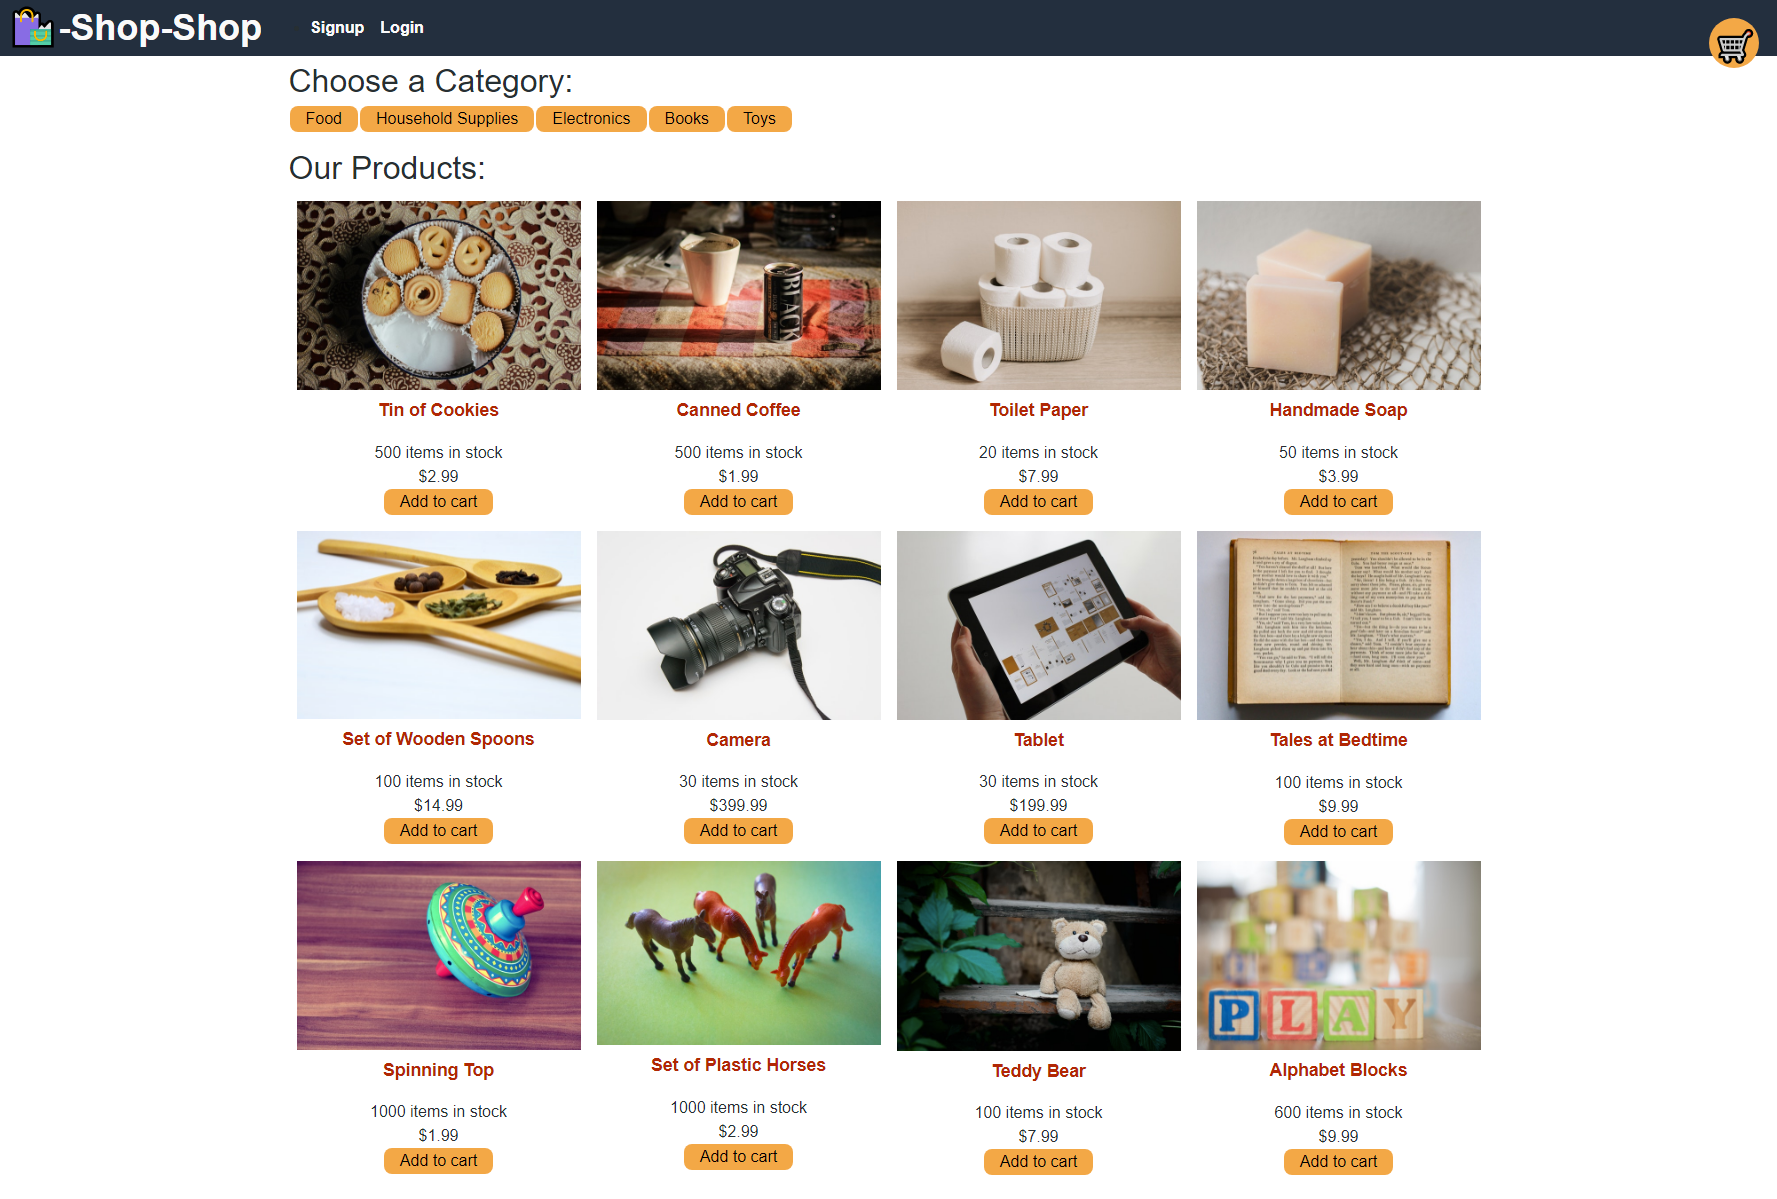 -Shop-Shop
Signup Login
Choose a Category:
Food Household Supplies Electronics Books Toys
Our Products:
BLACK
Tin of Cookies Canned Coffee Toilet Paper Handmade Soap
500 items in stock 500 items in stock 20 items in stock 50 items in stock
$2.99 $1.99 $7.99 $3.99
Add to cart Add to cart Add to cart Add to cart
Set of Wooden Spoons Camera Tablet Tales at Bedtime
100 items in stock 30 items in stock 30 items in stock 100 items in stock
$14.99 $399.99 $199.99 $9.99
Add to cart Add to cart Add to cart Add to cart
PLAY
Spinning Top Set of Plastic Horses Teddy Bear Alphabet Blocks
1000 items in stock 1000 items in stock 100 items in stock 600 items in stock
$1.99 $2.99 $7.99 $9.99
Add to cart Add to cart Add to cart Add to cart